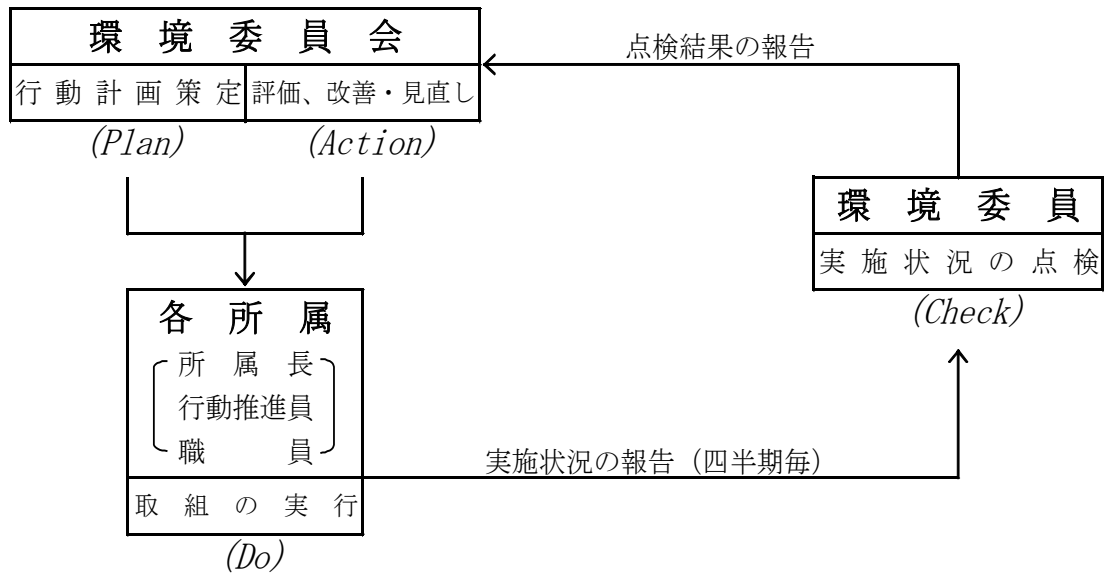 環境委員会
行動計画策定
評価、改善・見直し
(Plan)
(Action)
点検結果の報告
環境委員
実施状況の点検
(Check)
各所属
所属長
行動推進員
職員
取組の実行
(Do)
実施状況の報告（四半期毎）